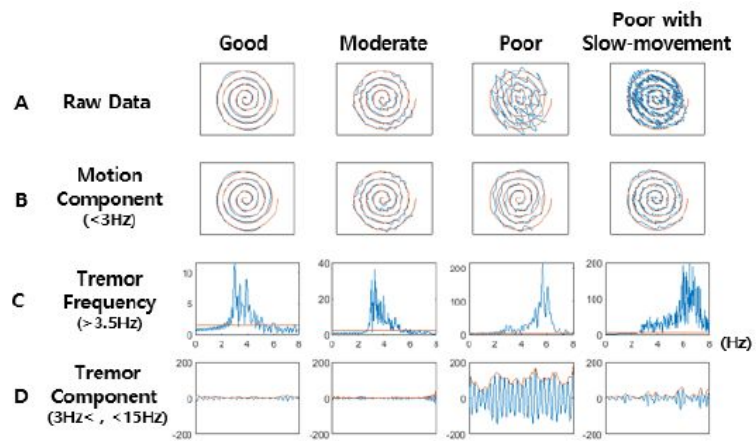 Good Moderate Poor Poor with
Slow-movement
A Raw Data
B Motion
Component
(<3Hz)
C Tremor
Frequency
(>3.5Hz)
10
5
0
0 2 4 6 8
40
20
0
0 2 4 6 8
200
100
0
0 2 4 6 8
200
100
0
0 2 4 6 8
(Hz)
D Tremor
Component
(3Hz< , <15Hz)
200
0
-200
200
0
-200
200
0
-200
200
0
-200